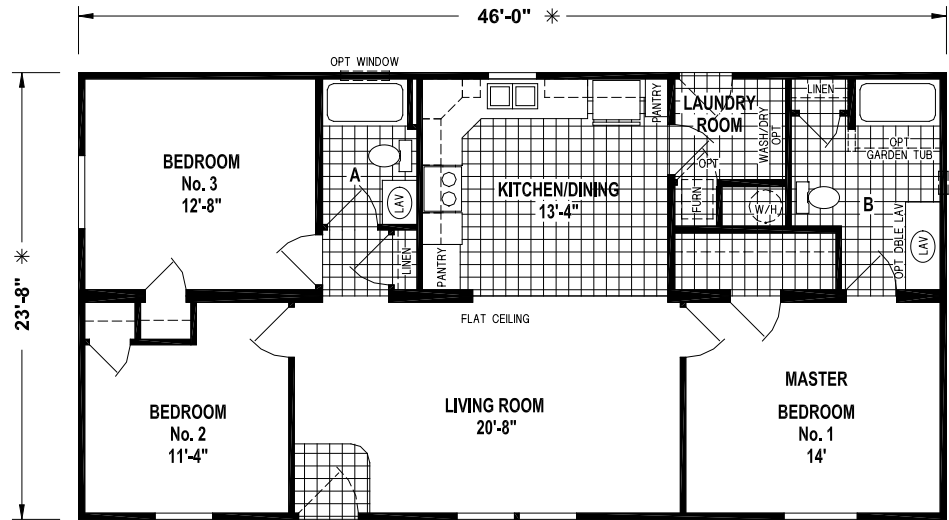 46'-0" ✳
OPT WINDOW
23'-8" ✳
BEDROOM
No. 3
12'-8"
A
LAV
LINEN
PANTRY
KITCHEN/DINING
13'-4"
PANTRY
LAUNDRY
ROOM
WASH/DRY
OPT
OPT
FURN
W/H
LINEN
OPT
GARDEN TUB
B
OPT DBLE LAV
LAV
FLAT CEILING
BEDROOM
No. 2
11'-4"
LIVING ROOM
20'-8"
MASTER
BEDROOM
No. 1
14'